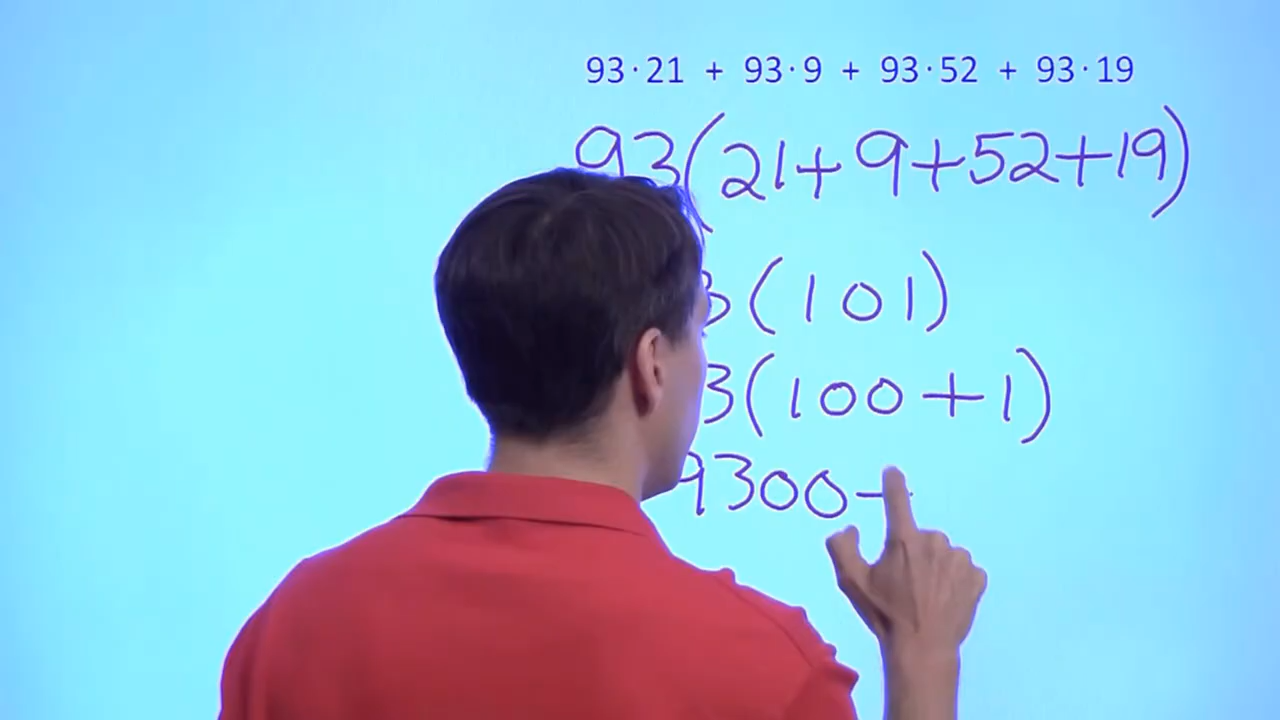 93·21 + 93·9 + 93·52 + 93·19
93(21+9+52+19)
3(101)
3(100+1)
9300+